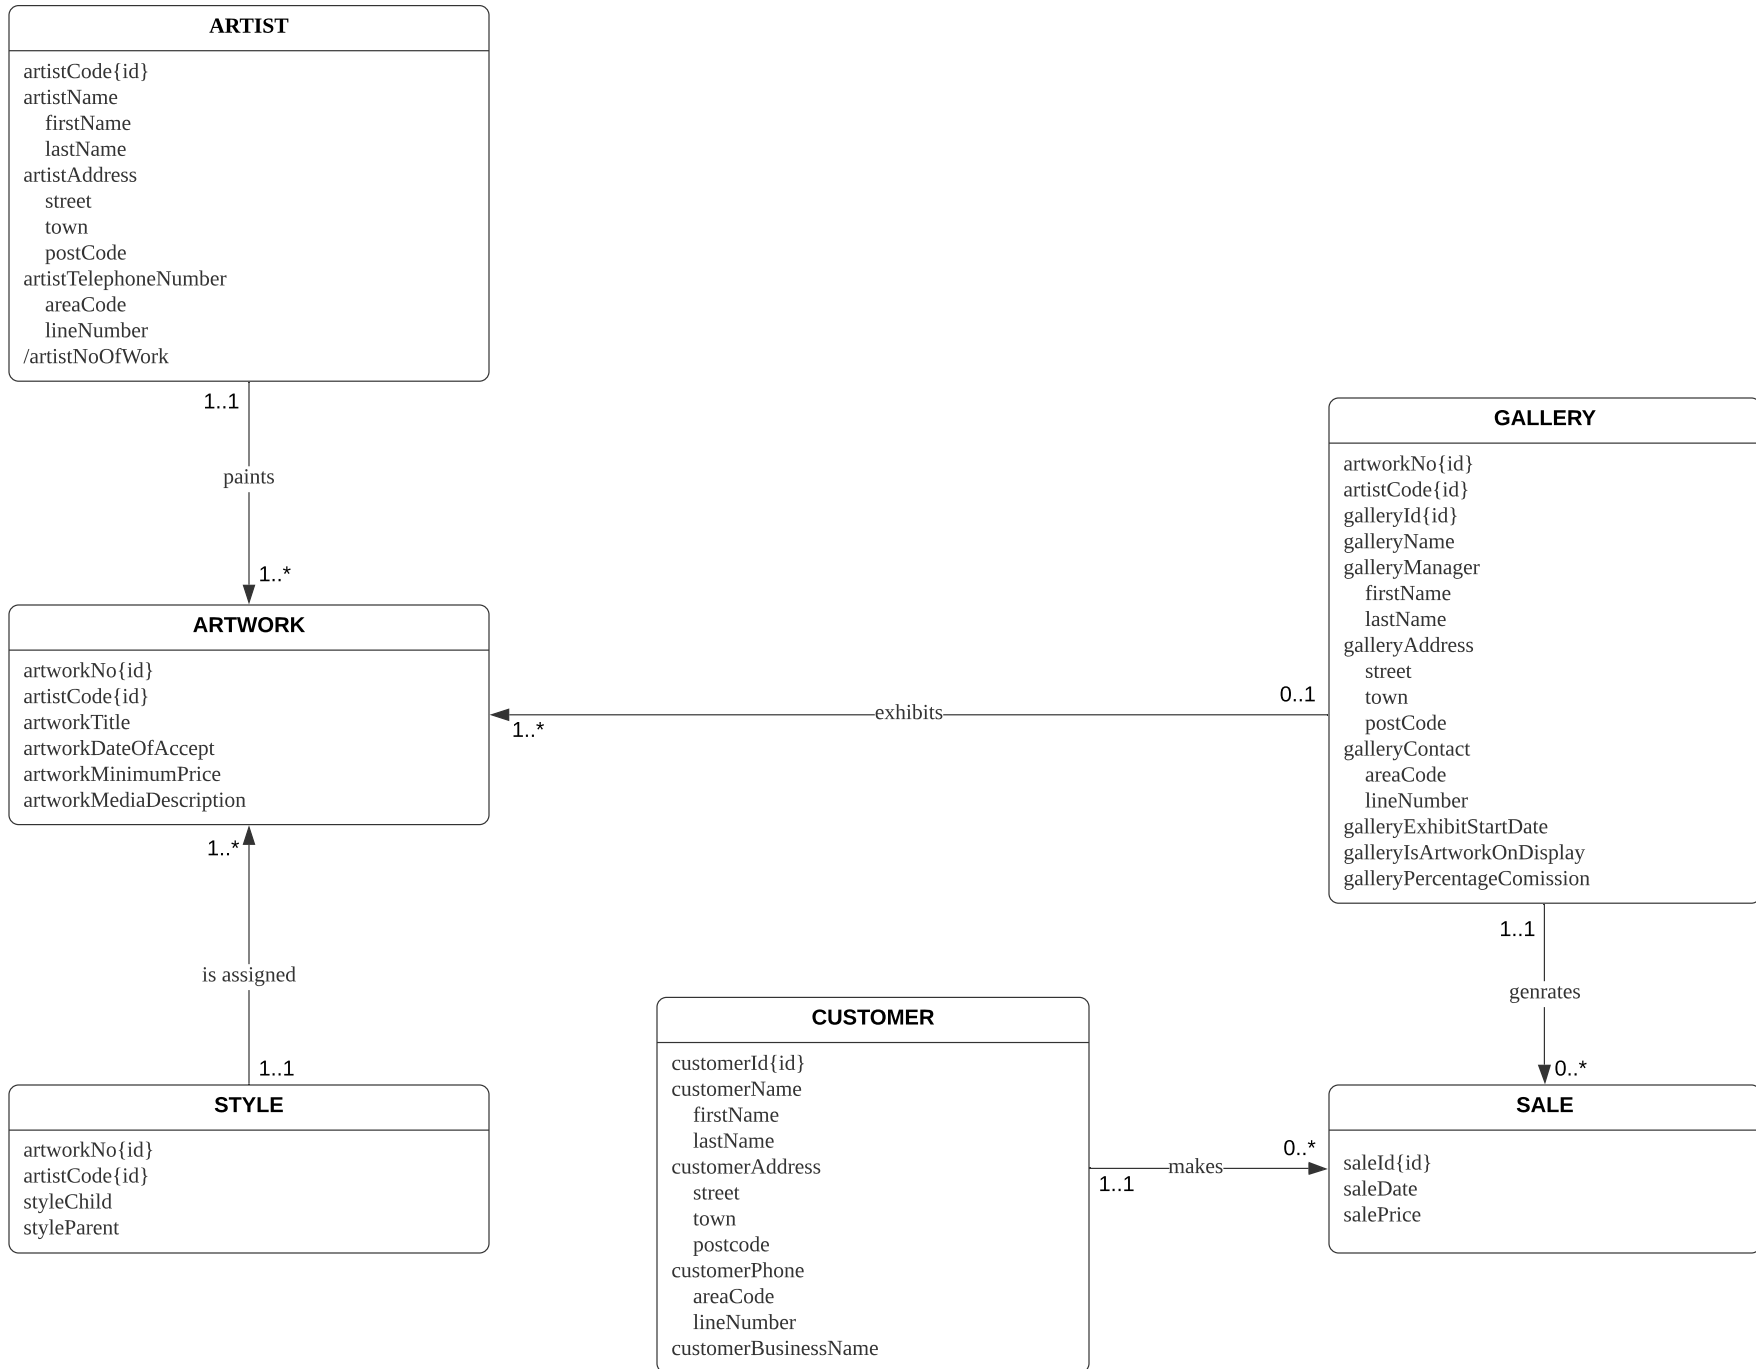 ARTIST
artistCode{id}
artistName
firstName
lastName
artistAddress
street
town
postCode
artistTelephoneNumber
areaCode
lineNumber
/artistNoOfWork
1..1
paints
1..*
ARTWORK
artworkNo{id}
artistCode{id}
artworkTitle
artworkDateOfAccept
artworkMinimumPrice
artworkMediaDescription
1..*
exhibits
0..1
GALLERY
artworkNo{id}
artistCode{id}
galleryId{id}
galleryName
galleryManager
firstName
lastName
galleryAddress
street
town
postCode
galleryContact
areaCode
lineNumber
galleryExhibitStartDate
galleryIsArtworkOnDisplay
galleryPercentageComission
1..*
is assigned
1..1
STYLE
artworkNo{id}
artistCode{id}
styleChild
styleParent
CUSTOMER
customerId{id}
customerName
firstName
lastName
customerAddress
street
town
postcode
customerPhone
areaCode
lineNumber
customerBusinessName
1..1
makes
0..*
1..1
genrates
0..*
SALE
saleId{id}
saleDate
salePrice